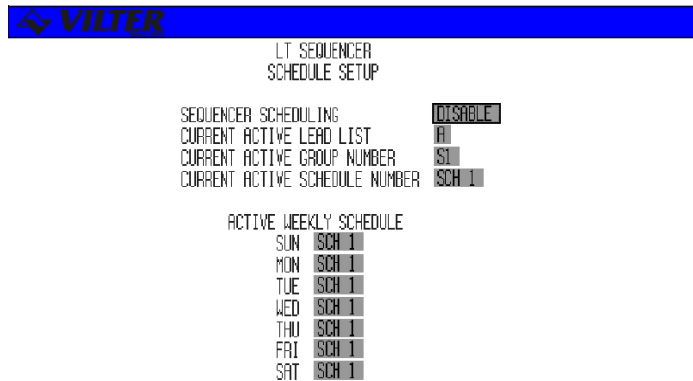 VILTER
LT SEQUENCER
SCHEDULE SETUP
SEQUENCER SCHEDULING DISABLE
CURRENT ACTIVE LEAD LIST A
CURRENT ACTIVE GROUP NUMBER S1
CURRENT ACTIVE SCHEDULE NUMBER SCH 1
ACTIVE WEEKLY SCHEDULE
SUN SCH 1
MON SCH 1
TUE SCH 1
WED SCH 1
THU SCH 1
FRI SCH 1
SAT SCH 1